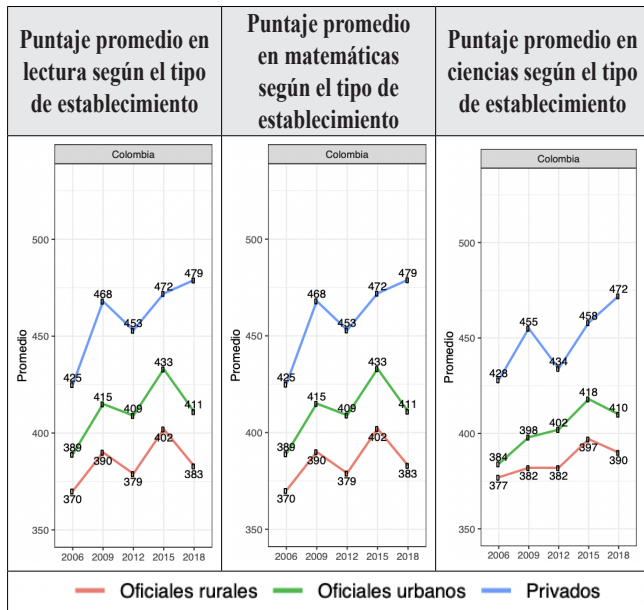 Puntaje promedio en
lectura según el tipo
de establecimiento
Puntaje promedio
en matemáticas
según el tipo de
establecimiento
Puntaje promedio en
ciencias según el tipo
de establecimiento
Colombia
Promedio
500
450
400
350
425
468
453
472
479
389
415
409
433
411
370
390
379
402
383
2006 2009 2012 2015 2018
Colombia
Promedio
500
450
400
350
425
468
453
472
479
389
415
409
433
411
370
390
379
402
383
2006 2009 2012 2015 2018
Colombia
Promedio
500
450
400
350
428
455
434
458
472
384
398
402
418
410
377
382
382
397
390
2006 2009 2012 2015 2018
Oficiales rurales Oficiales urbanos Privados